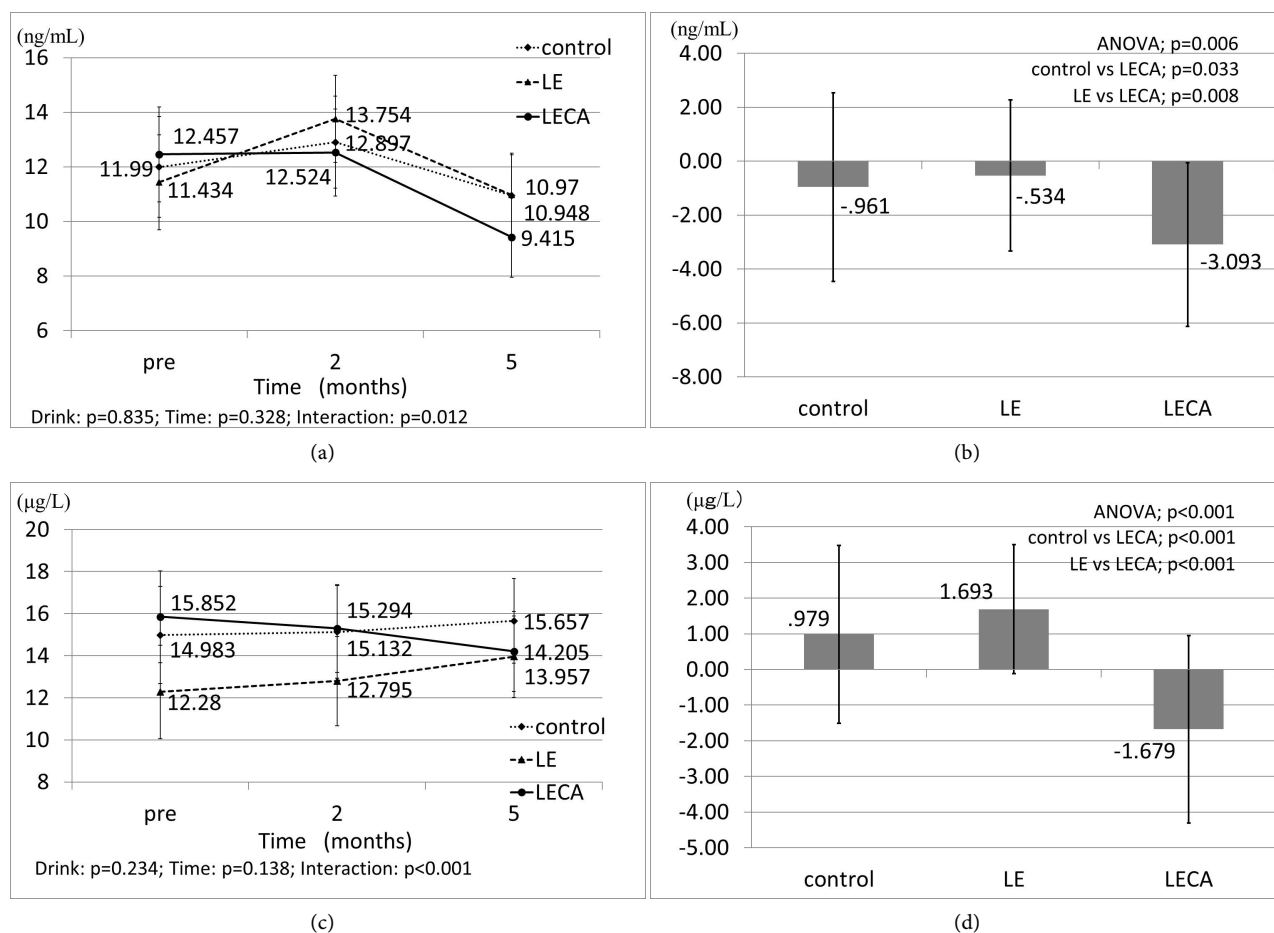 (ng/mL)
16
14
12
10
8
6
control
LE
LECA
12.457
11.99
11.434
13.754
12.897
12.524
10.97
10.948
9.415
pre 2 5
Time (months)
Drink: p=0.835; Time: p=0.328; Interaction: p=0.012
(a)
(ng/mL)
4.00
2.00
0.00
-2.00
-4.00
-6.00
-8.00
ANOVA; p=0.006
control vs LECA; p=0.033
LE vs LECA; p=0.008
-.961
-.534
-3.093
control LE LECA
(b)
(μg/L)
20
18
16
14
12
10
8
15.852
14.983
12.28
15.294
15.132
12.795
15.657
14.205
13.957
control
LE
LECA
pre 2 5
Time (months)
Drink: p=0.234; Time: p=0.138; Interaction: p<0.001
(c)
(μg/L)
4.00
3.00
2.00
1.00
0.00
-1.00
-2.00
-3.00
-4.00
-5.00
ANOVA; p<0.001
control vs LECA; p<0.001
LE vs LECA; p<0.001
.979
1.693
-1.679
control LE LECA
(d)